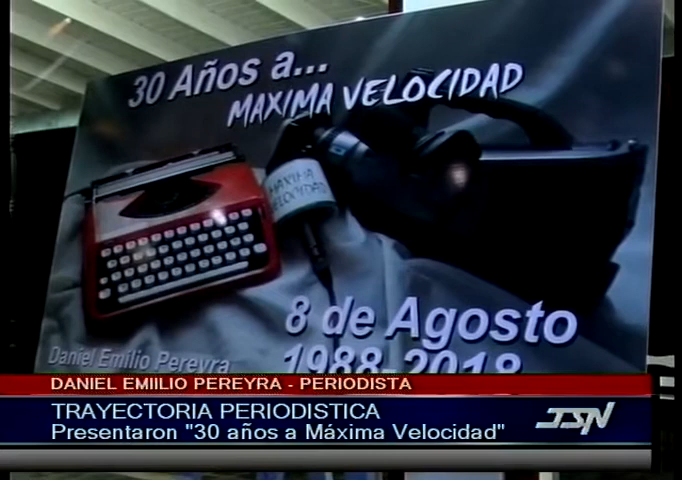 30 Años a...
MAXIMA VELOCIDAD
MAXIMA
VELOCIDAD
8 de Agosto
1988-2018
Daniel Emilio Pereyra
DANIEL EMIILIO PEREYRA - PERIODISTA
TRAYECTORIA PERIODISTICA
Presentaron "30 años a Máxima Velocidad"
JSN